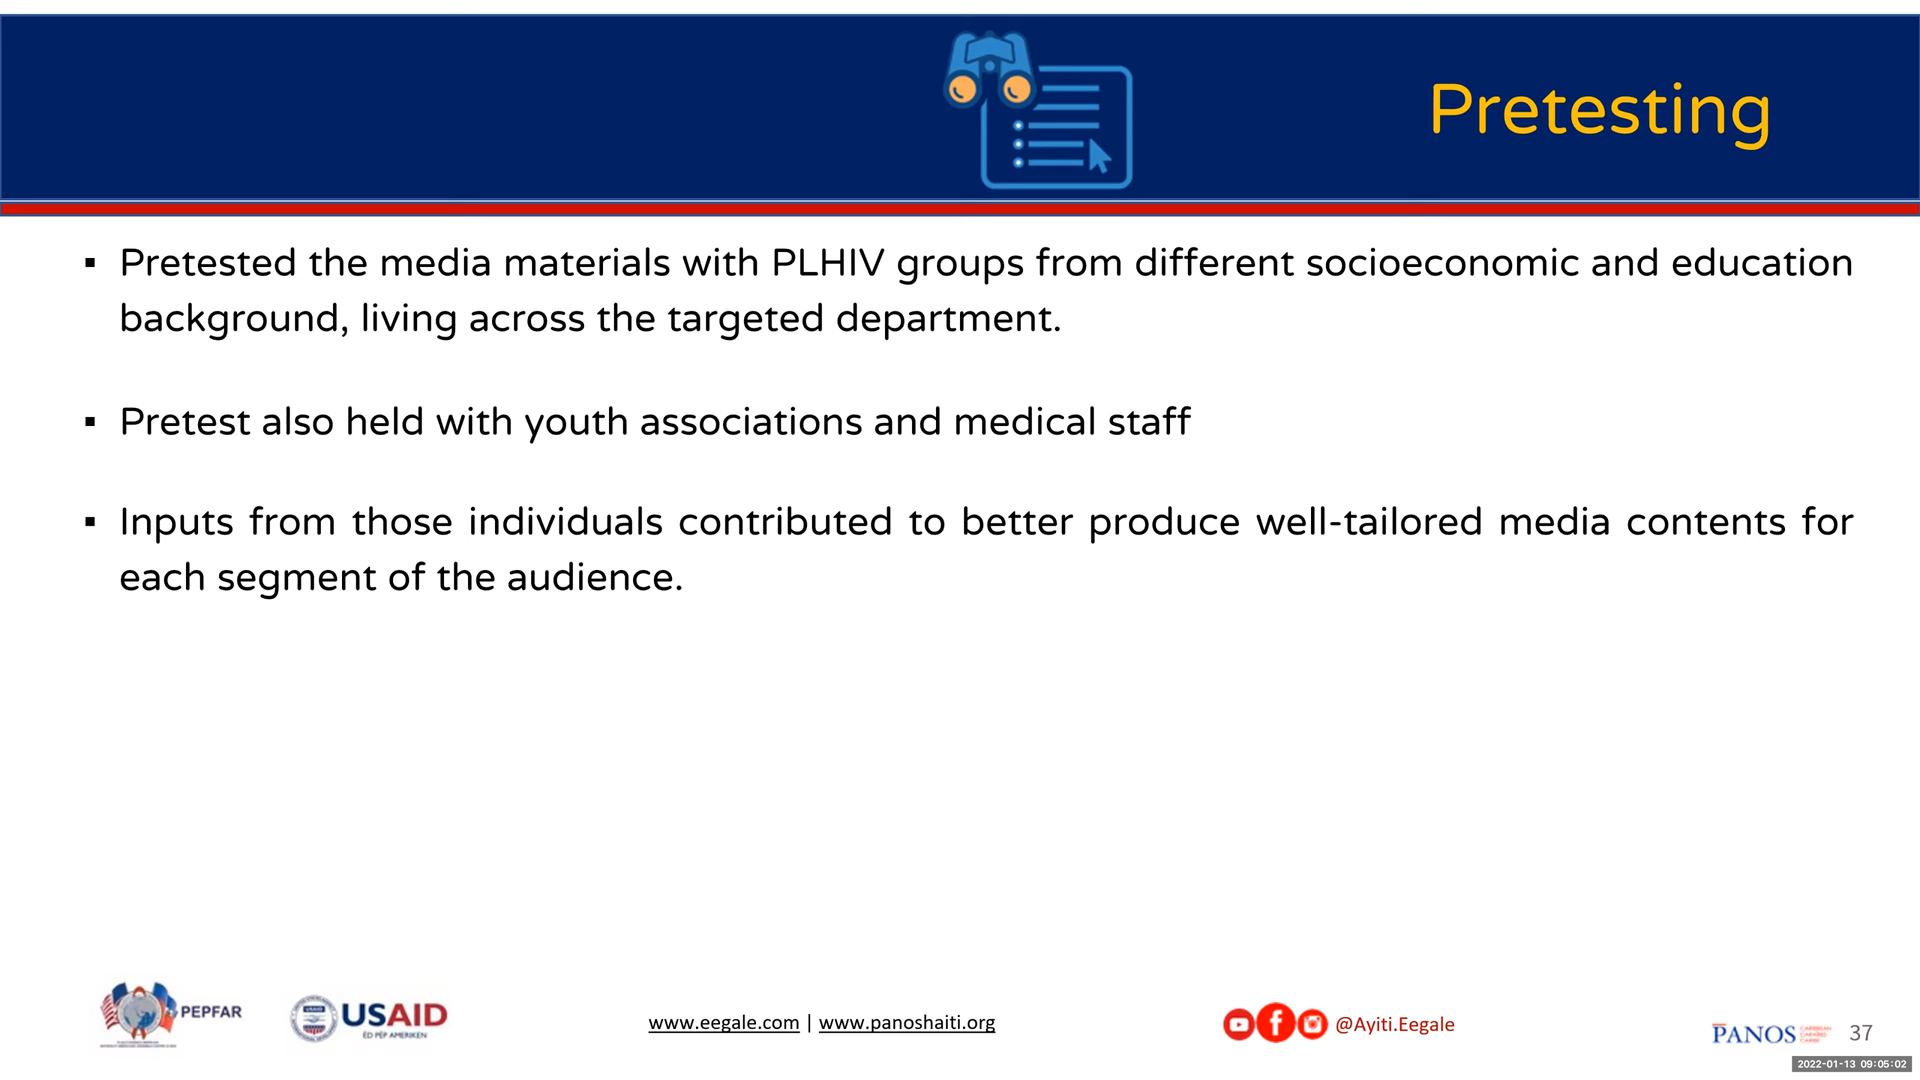 Pretesting
▪ Pretested the media materials with PLHIV groups from different socioeconomic and education
background, living across the targeted department.
▪ Pretest also held with youth associations and medical staff
▪ Inputs from those individuals contributed to better produce well-tailored media contents for
each segment of the audience.
PEPFAR
USAID
ÈD PÈP AMERIKEN
www.eegale.com | www.panoshaiti.org
@Ayiti.Eegale
PANOS
37
2022-01-13 09:05:02